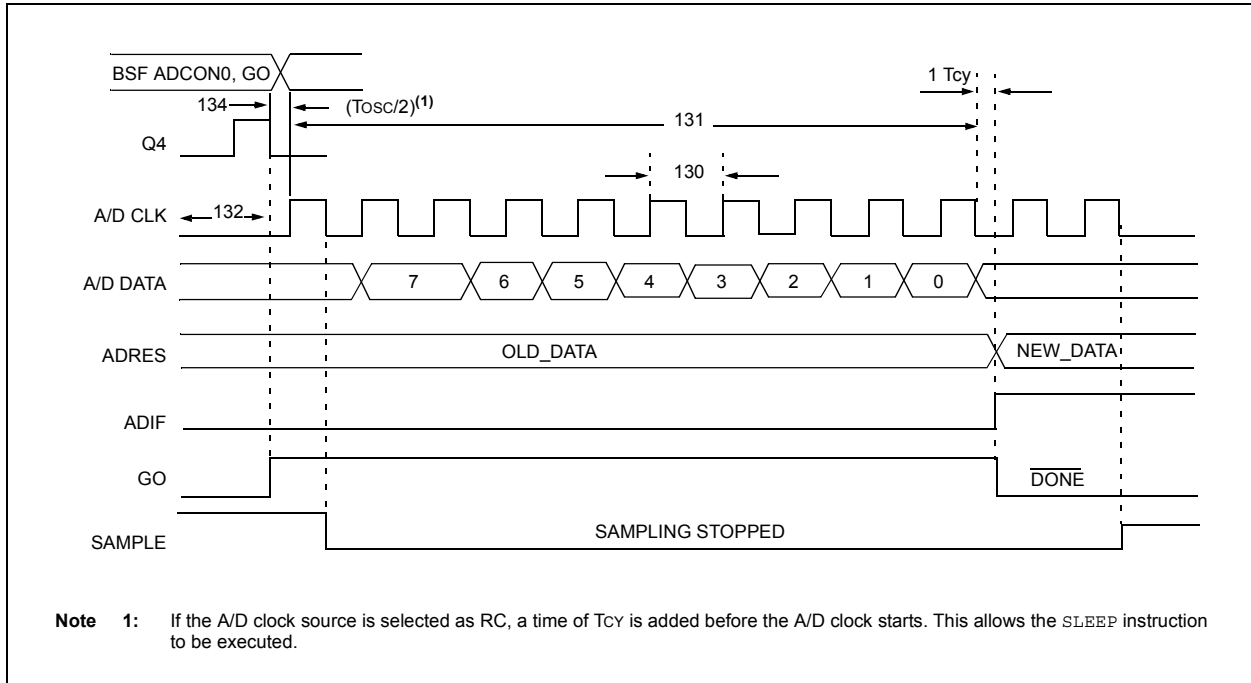 BSF ADCON0, GO
1 TCY
134
(TOSC/2)(1)
131
Q4
130
A/D CLK
132
A/D DATA
7 6 5 4 3 2 1 0
ADRES
OLD_DATA
NEW_DATA
ADIF
GO
DONE
SAMPLE
SAMPLING STOPPED
Note 1: If the A/D clock source is selected as RC, a time of TCY is added before the A/D clock starts. This allows the SLEEP instruction
to be executed.